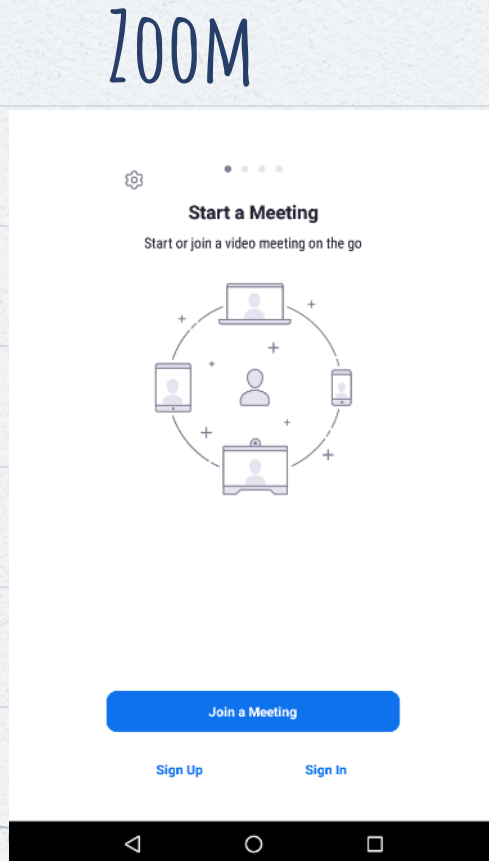 Zoom
Start a Meeting
Start or join a video meeting on the go
Join a Meeting
Sign Up
Sign In